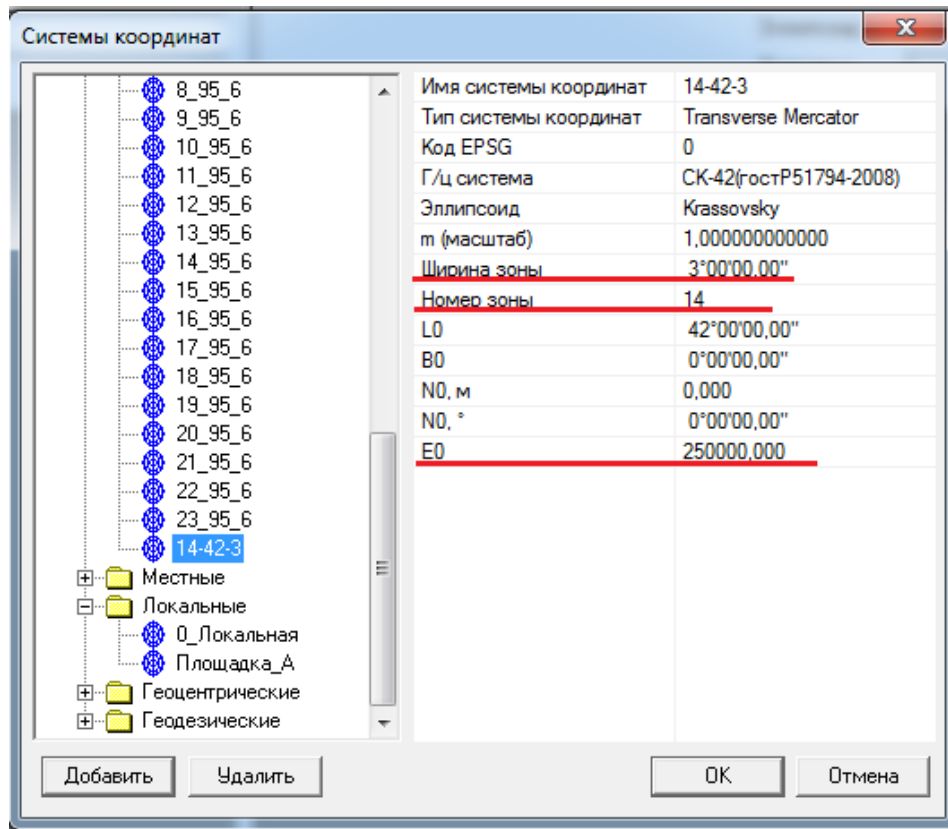 Системы координат
8_95_6
9_95_6
10_95_6
11_95_6
12_95_6
13_95_6
14_95_6
15_95_6
16_95_6
17_95_6
18_95_6
19_95_6
20_95_6
21_95_6
22_95_6
23_95_6
14-42-3
Местные
Локальные
0_Локальная
Площадка_А
Геоцентрические
Геодезические
Имя системы координат 14-42-3
Тип системы координат Transverse Mercator
Код EPSG 0
Г/ц система СК-42(гостР51794-2008)
Эллипсоид Krassovsky
m (масштаб) 1,000000000000
Ширина зоны 3°00'00,00"
Номер зоны 14
L0 42°00'00,00"
B0 0°00'00,00"
N0, м 0,000
N0, ° 0°00'00,00"
E0 250000,000
Добавить Удалить OK Отмена